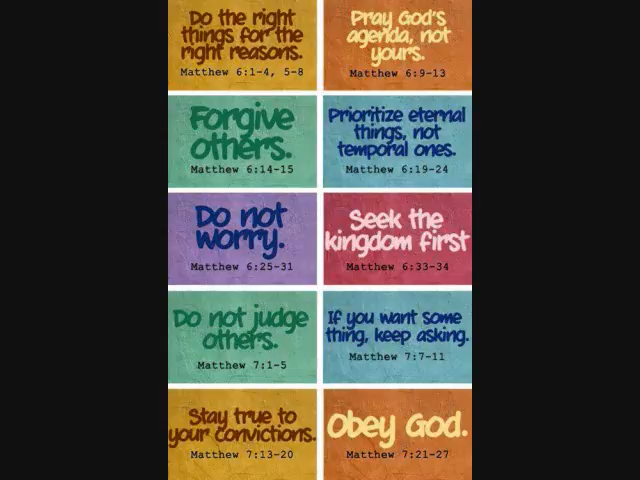 Do the right
things for the
right reasons.
Matthew 6:1-4, 5-8
Pray God's
agenda, not
yours.
Matthew 6:9-13
Forgive
others.
Matthew 6:14-15
Prioritize eternal
things, not
temporal ones.
Matthew 6:19-24
Do not
worry.
Matthew 6:25-31
Seek the
kingdom first
Matthew 6:33-34
Do not judge
others.
Matthew 7:1-5
If you want some
thing, keep asking.
Matthew 7:7-11
Stay true to
your convictions.
Matthew 7:13-20
Obey God.
Matthew 7:21-27